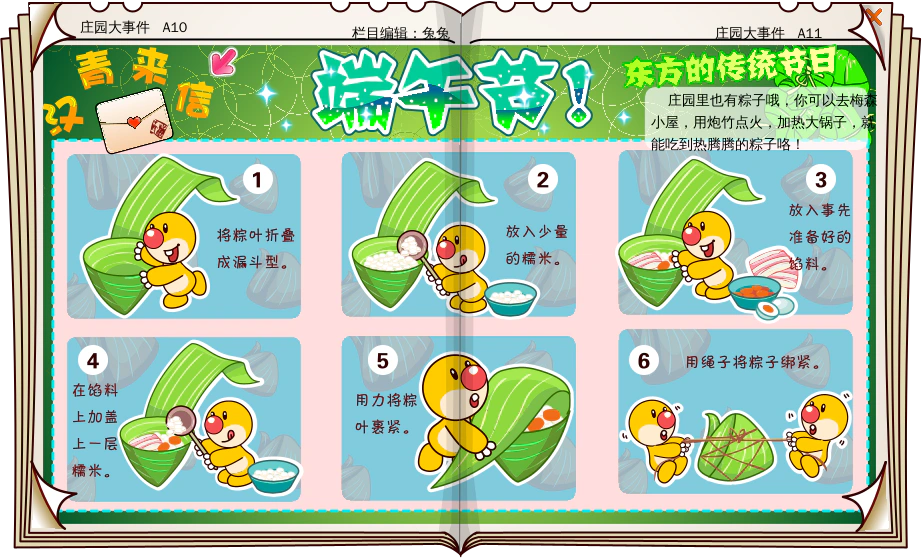 庄园大事件 A10
栏目编辑：兔兔
庄园大事件 A11
春来信
汉
端午节！
东方的传统节日
庄园里也有粽子哦，你可以去梅森
小屋，用炮竹点火，加热大锅子，就
能吃到热腾腾的粽子咯！
1
将粽叶折叠
成漏斗型。
2
放入少量
的糯米。
3
放入事先
准备好的
馅料。
4
在馅料
上加盖
上一层
糯米。
5
用力将粽
叶裹紧。
6
用绳子将粽子绑紧。